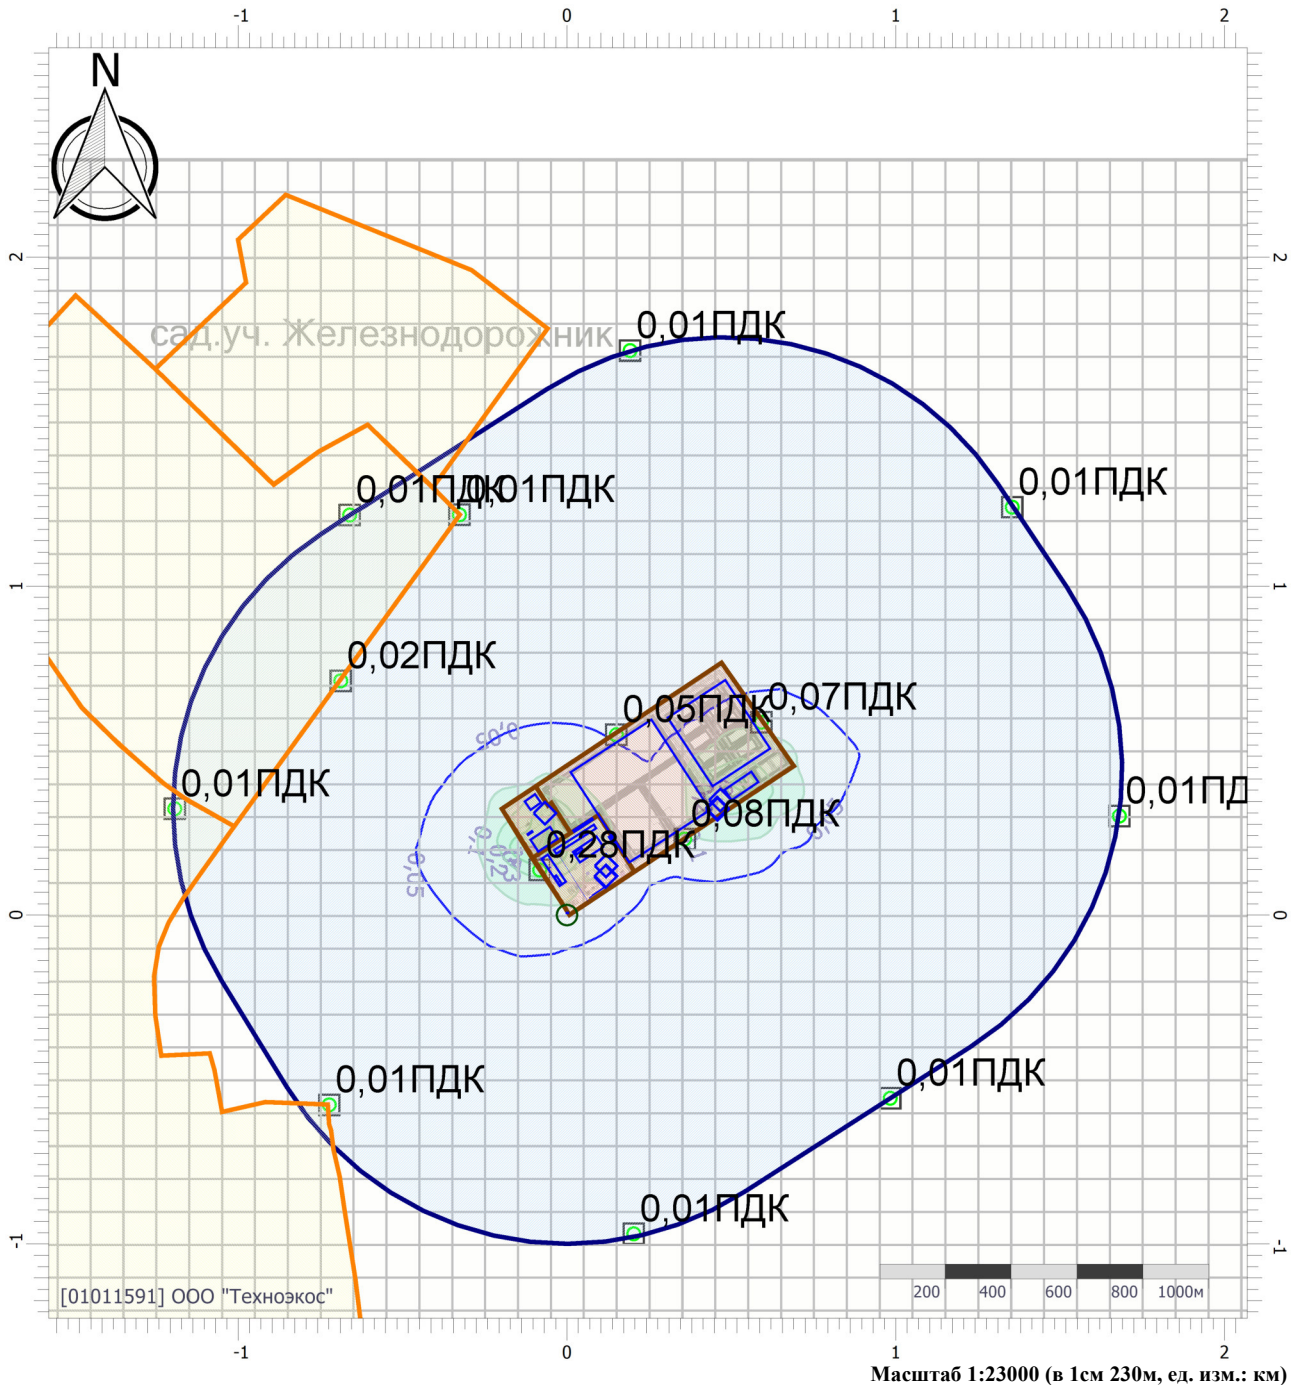 -1 0 1 2
N
2 2
сад.уч. Железнодорожник
0,01ПДК
0,01ПДК
0,01ПДК 0,01ПДК
1 1
0,02ПДК
0,05ПДК 0,07ПДК
0,05
0,01ПДК
0,01ПД
0,08ПДК
0,28ПДК
0,05
0 0
0,01ПДК
0,01ПДК
0,01ПДК
-1 -1
200 400 600 800 1000м
[01011591] ООО "Техноэкос"
-1 0 1 2
Масштаб 1:23000 (в 1см 230м, ед. изм.: км)